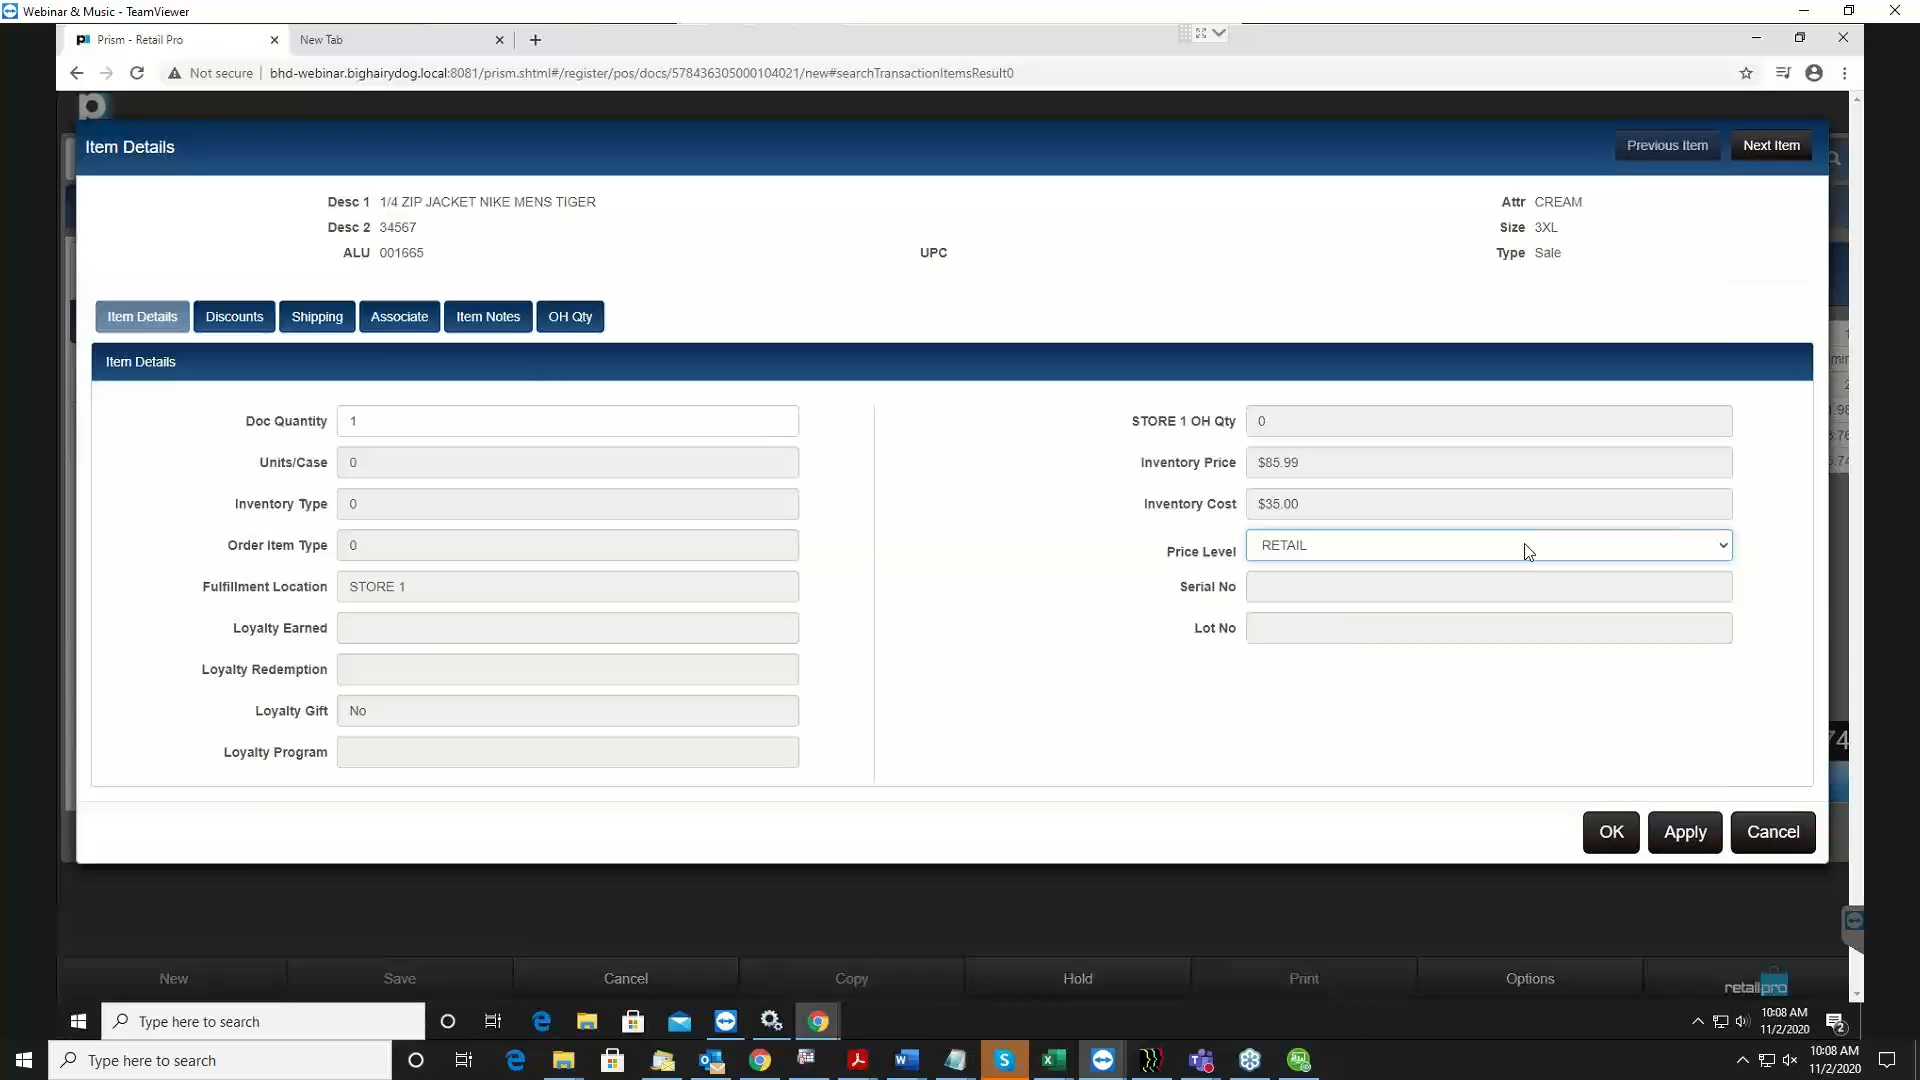 Webinar & Music - TeamViewer
Prism - Retail Pro
New Tab
Not secure
bhd-webinar.bighairydog.local:8081/prism.shtml#/register/pos/docs/578436305000104021/new#searchTransactionItemsResult0
Item Details
Previous Item
Next Item
Desc 1 1/4 ZIP JACKET NIKE MENS TIGER
Attr CREAM
Desc 2 34567
Size 3XL
ALU 001665
UPC
Type Sale
Item Details
Discounts
Shipping
Associate
Item Notes
OH Qty
Item Details
Doc Quantity 1
STORE 1 OH Qty 0
Units/Case 0
Inventory Price $85.99
Inventory Type 0
Inventory Cost $35.00
Order Item Type 0
Price Level RETAIL
Fulfillment Location STORE 1
Serial No
Loyalty Earned
Lot No
Loyalty Redemption
Loyalty Gift No
Loyalty Program
74
OK
Apply
Cancel
New
Save
Cancel
Copy
Hold
Print
Options
retailpro
Type here to search
10:08 AM
11/2/2020
2
Type here to search
10:08 AM
11/2/2020